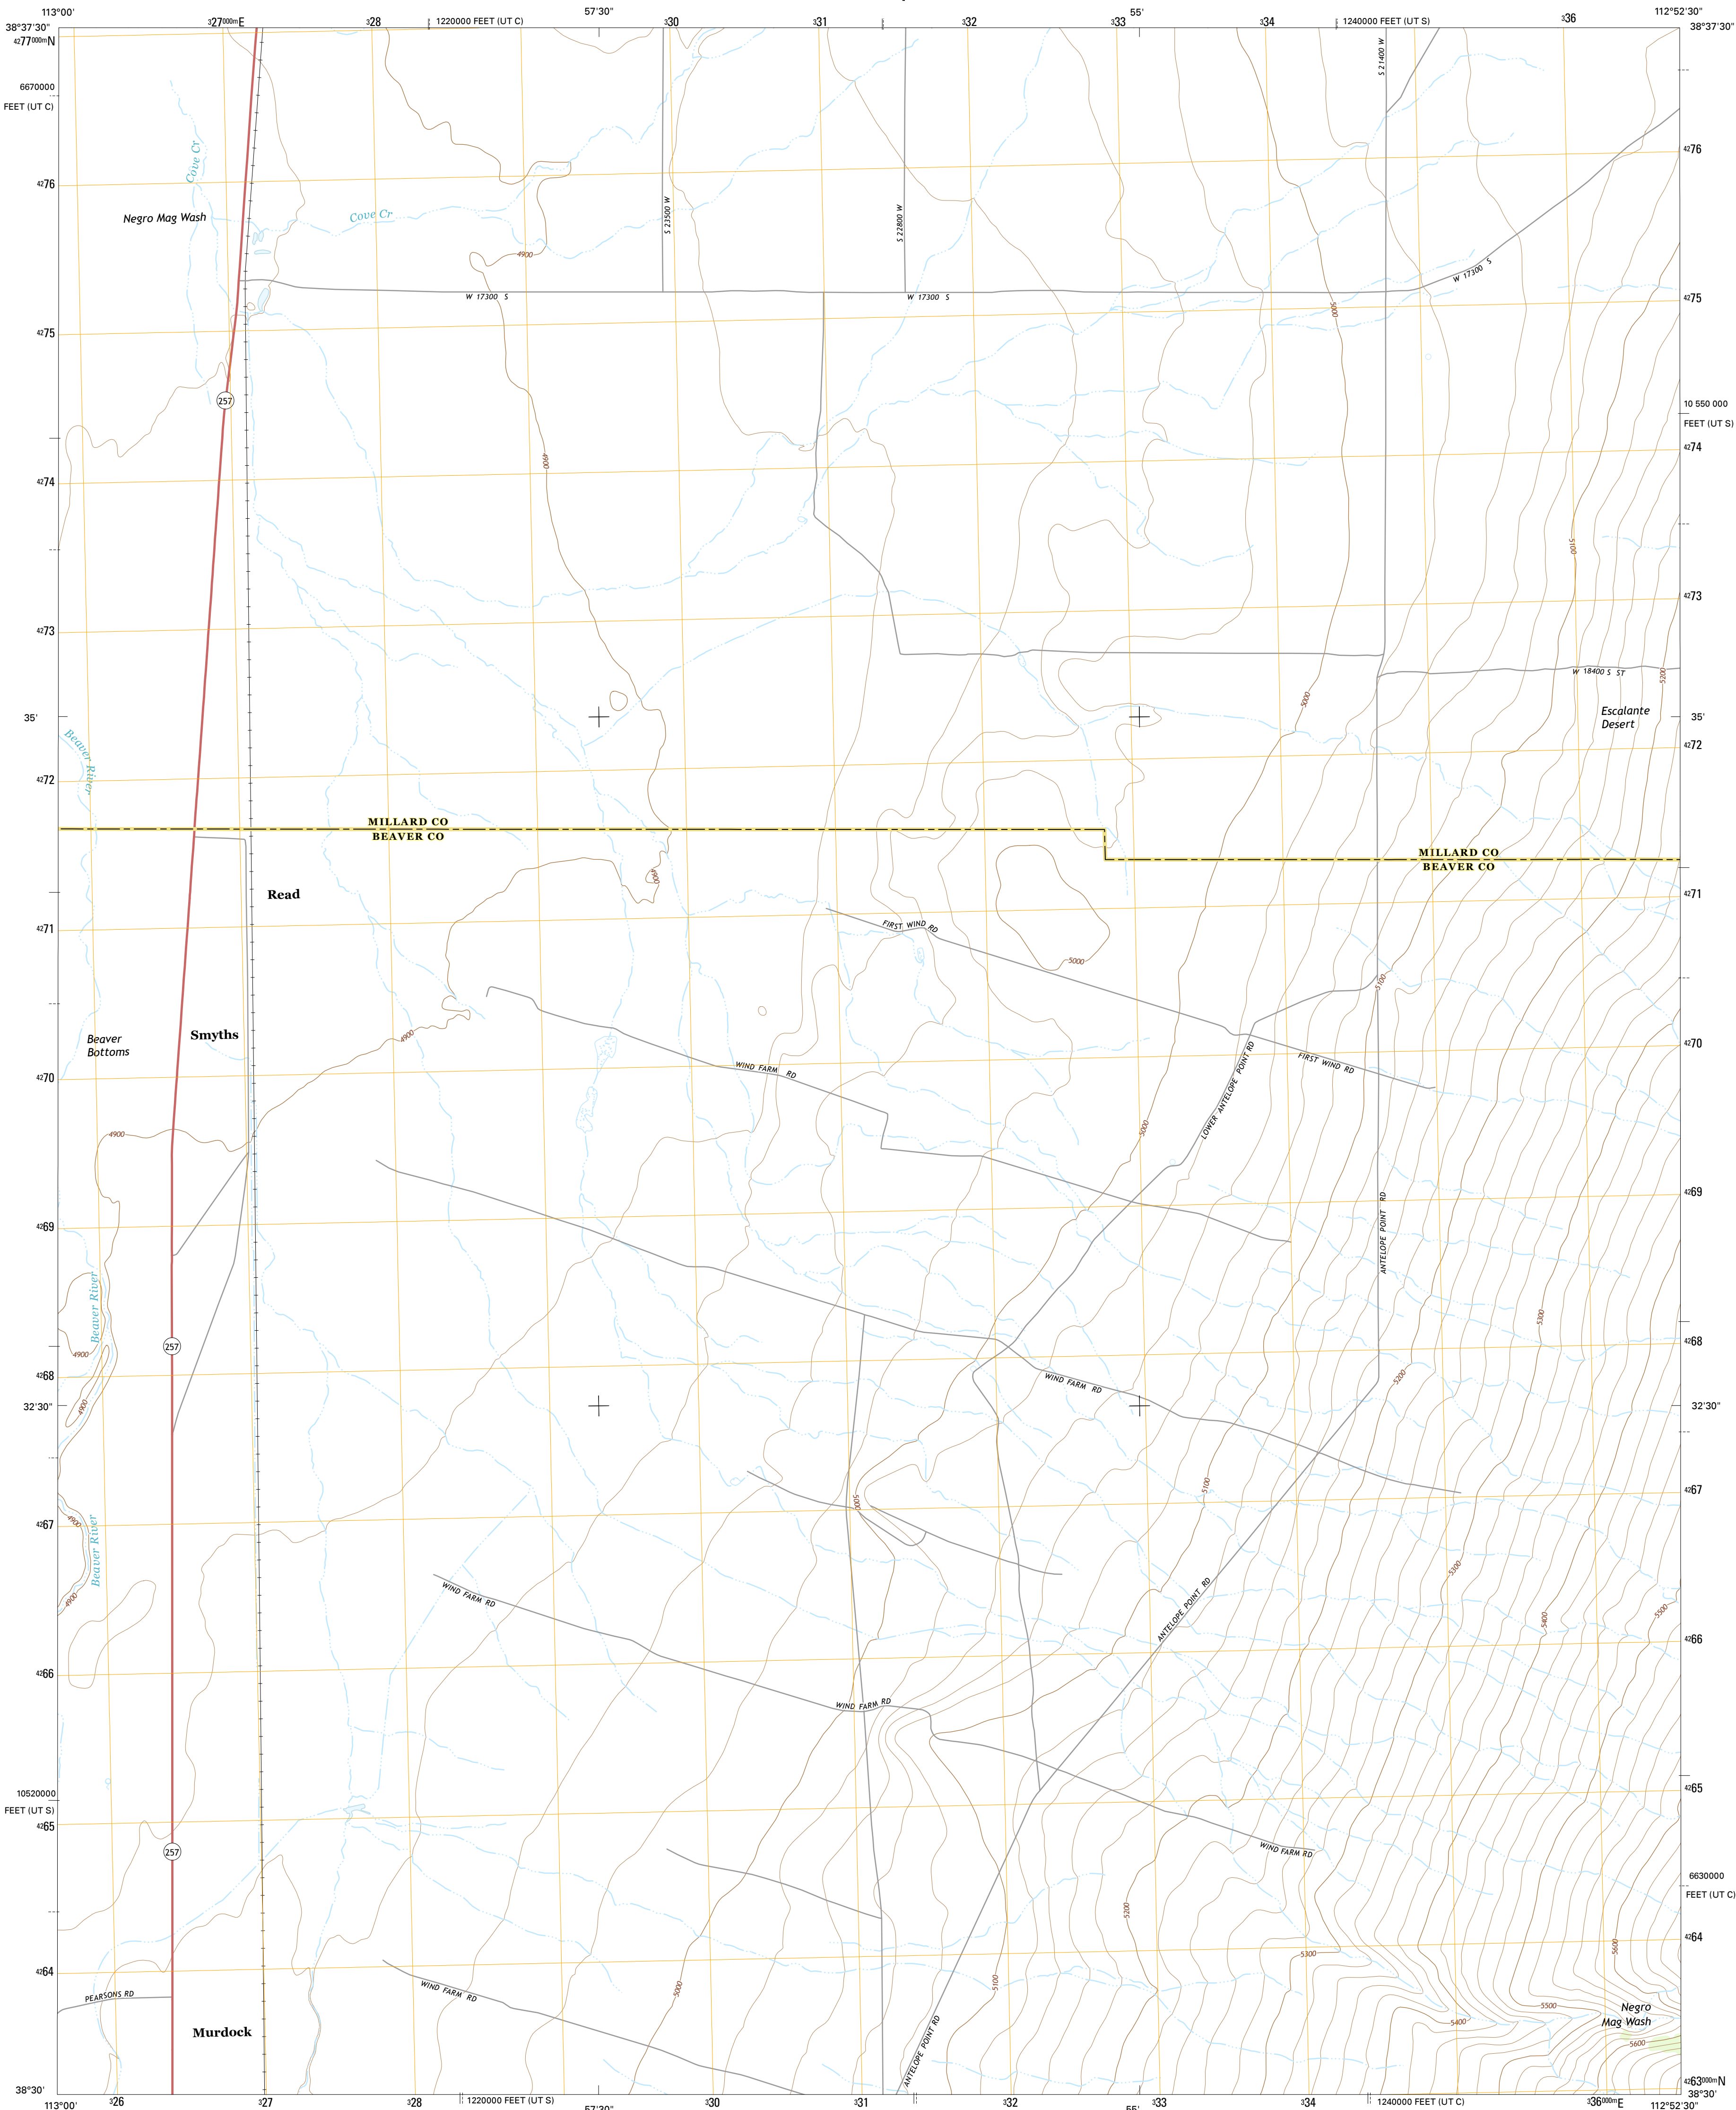 113°00'
³27⁰⁰⁰ᵐE
³28
1220000 FEET (UT C)
57'30"
³30
³31
³32
³33
55'
³34
1240000 FEET (UT S)
³36
112°52'30"
38°37'30"
38°37'30"
⁴²77⁰⁰⁰ᵐN
S 21400 W
6670000
FEET (UT C)
Cove Cr
⁴²76
⁴²76
Negro Mag Wash
Cove Cr
S 23500 W
S 22800 W
4900
W 17300 S
W 17300 S
W 17300 S
5000
⁴²75
⁴²75
257
10 550 000
FEET (UT S)
4900
⁴²74
⁴²74
5100
⁴²73
⁴²73
W 18400 S ST
5200
5000
Escalante
Desert
35'
35'
Beaver River
⁴²72
⁴²72
MILLARD CO
BEAVER CO
MILLARD CO
BEAVER CO
4900
Read
⁴²71
⁴²71
FIRST WIND RD
5000
5100
Smyths
Beaver
Bottoms
4900
⁴²70
⁴²70
WIND FARM RD
FIRST WIND RD
LOWER ANTELOPE POINT RD
4900
5000
⁴²69
⁴²69
ANTELOPE POINT RD
Beaver River
5300
257
4900
⁴²68
⁴²68
WIND FARM RD
5200
4900
32'30"
32'30"
5100
5000
⁴²67
⁴²67
4900
Beaver River
5300
4900
WIND FARM RD
ANTELOPE POINT RD
5400
5500
⁴²66
⁴²66
WIND FARM RD
10520000
FEET (UT S)
⁴²65
⁴²65
257
WIND FARM RD
6630000
FEET (UT C)
5200
5300
5600
⁴²64
⁴²64
WIND FARM RD
5000
5100
PEARSONS RD
5500
5400
Negro
Mag Wash
5600
Murdock
ANTELOPE POINT RD
⁴²63⁰⁰⁰ᵐN
38°30'
38°30'
113°00'
³26
³27
³28
1220000 FEET (UT S)
57'30"
³30
³31
³32
55'
³33
³34
1240000 FEET (UT C)
³36⁰⁰⁰ᵐE
112°52'30"